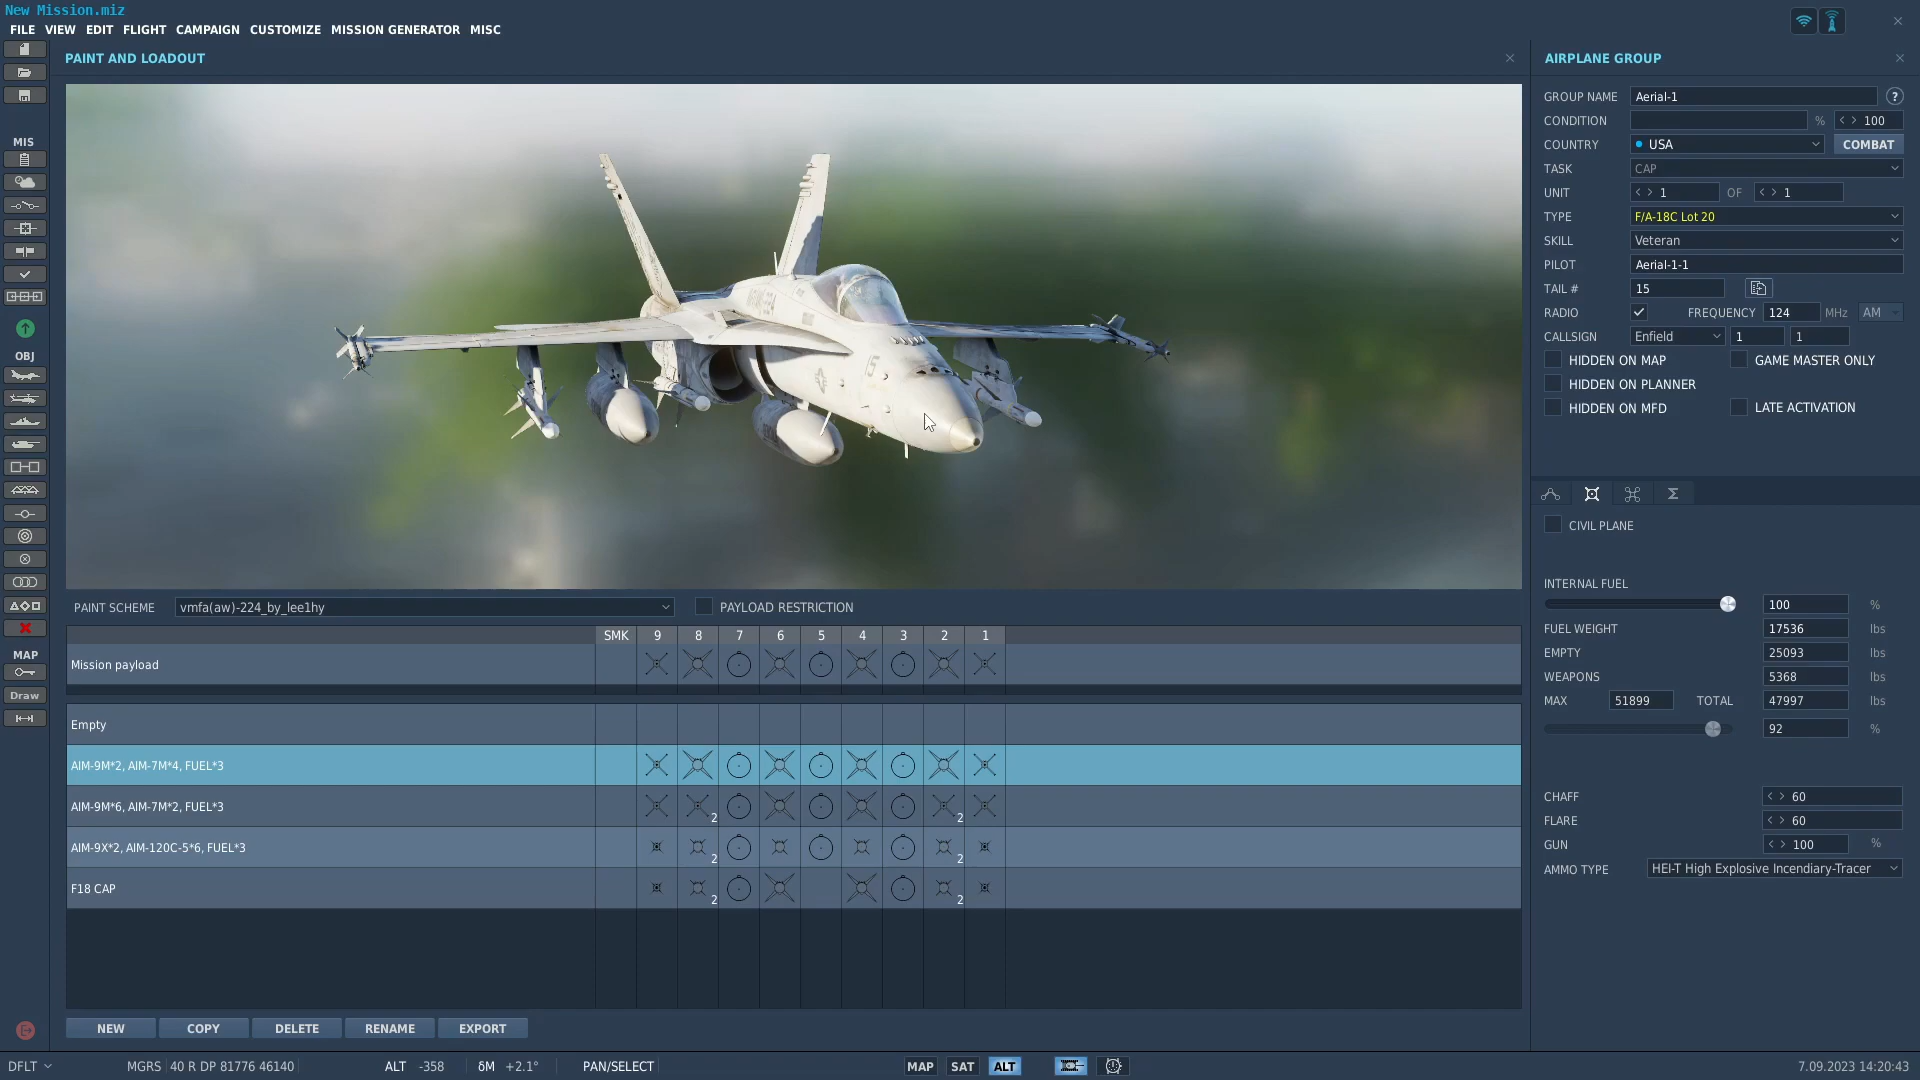 New Mission.miz
FILE VIEW EDIT FLIGHT CAMPAIGN CUSTOMIZE MISSION GENERATOR MISC
PAINT AND LOADOUT
AIRPLANE GROUP
GROUP NAME Aerial-1 ?
CONDITION % < > 100
COUNTRY USA COMBAT
TASK CAP
UNIT < > 1 OF < > 1
TYPE F/A-18C Lot 20
SKILL Veteran
PILOT Aerial-1-1
TAIL # 15
RADIO FREQUENCY 124 MHz AM
CALLSIGN Enfield 1 1
HIDDEN ON MAP GAME MASTER ONLY
HIDDEN ON PLANNER
HIDDEN ON MFD LATE ACTIVATION
CIVIL PLANE
INTERNAL FUEL
100 %
FUEL WEIGHT 17536 lbs
EMPTY 25093 lbs
WEAPONS 5368 lbs
MAX 51899 TOTAL 47997 lbs
92 %
CHAFF < > 60
FLARE < > 60
GUN < > 100 %
AMMO TYPE HEI-T High Explosive Incendiary-Tracer
MIS
OBJ
MAP
Draw
15
PAINT SCHEME vmfa(aw)-224_by_lee1hy PAYLOAD RESTRICTION
SMK 9 8 7 6 5 4 3 2 1
Mission payload
Empty
AIM-9M*2, AIM-7M*4, FUEL*3
AIM-9M*6, AIM-7M*2, FUEL*3 2 2
AIM-9X*2, AIM-120C-5*6, FUEL*3 2 2
F18 CAP 2 2
NEW COPY DELETE RENAME EXPORT
DFLT MGRS 40 R DP 81776 46140 ALT -358 δM +2.1° PAN/SELECT MAP SAT ALT 7.09.2023 14:20:43